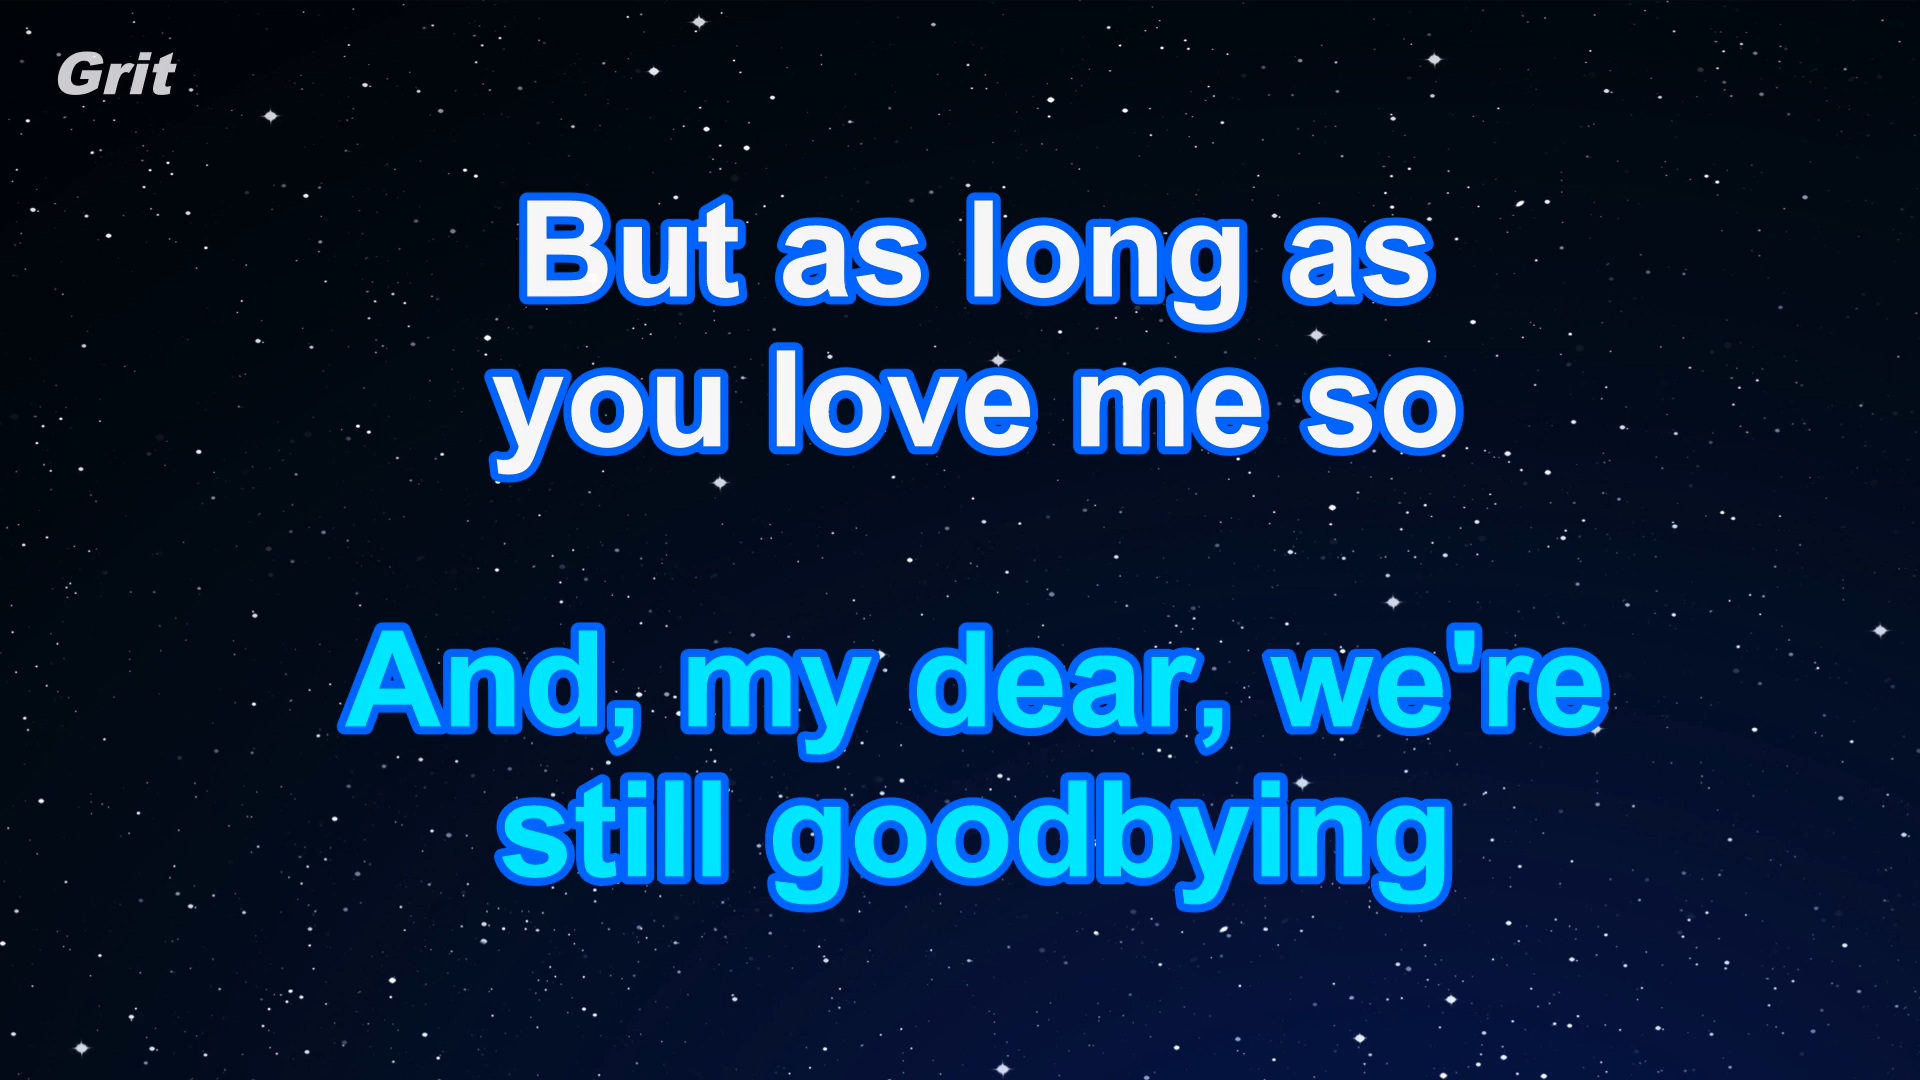 Grit
But as long as
you love me so
And, my dear, we're
still goodbying